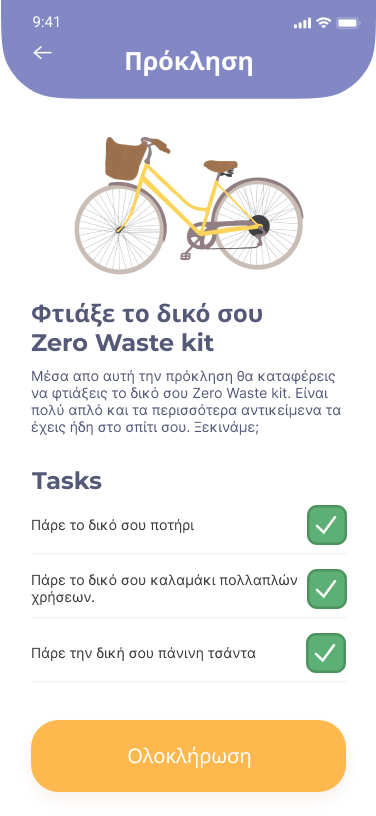 9:41
Πρόκληση
Φτιάξε το δικό σου
Zero Waste kit
Μέσα απο αυτή την πρόκληση θα καταφέρεις
να φτιάξεις το δικό σου Zero Waste kit. Είναι
πολύ απλό και τα περισσότερα αντικείμενα τα
έχεις ήδη στο σπίτι σου. Ξεκινάμε;
Tasks
Πάρε το δικό σου ποτήρι
Πάρε το δικό σου καλαμάκι πολλαπλών
χρήσεων.
Πάρε την δική σου πάνινη τσάντα
Ολοκλήρωση